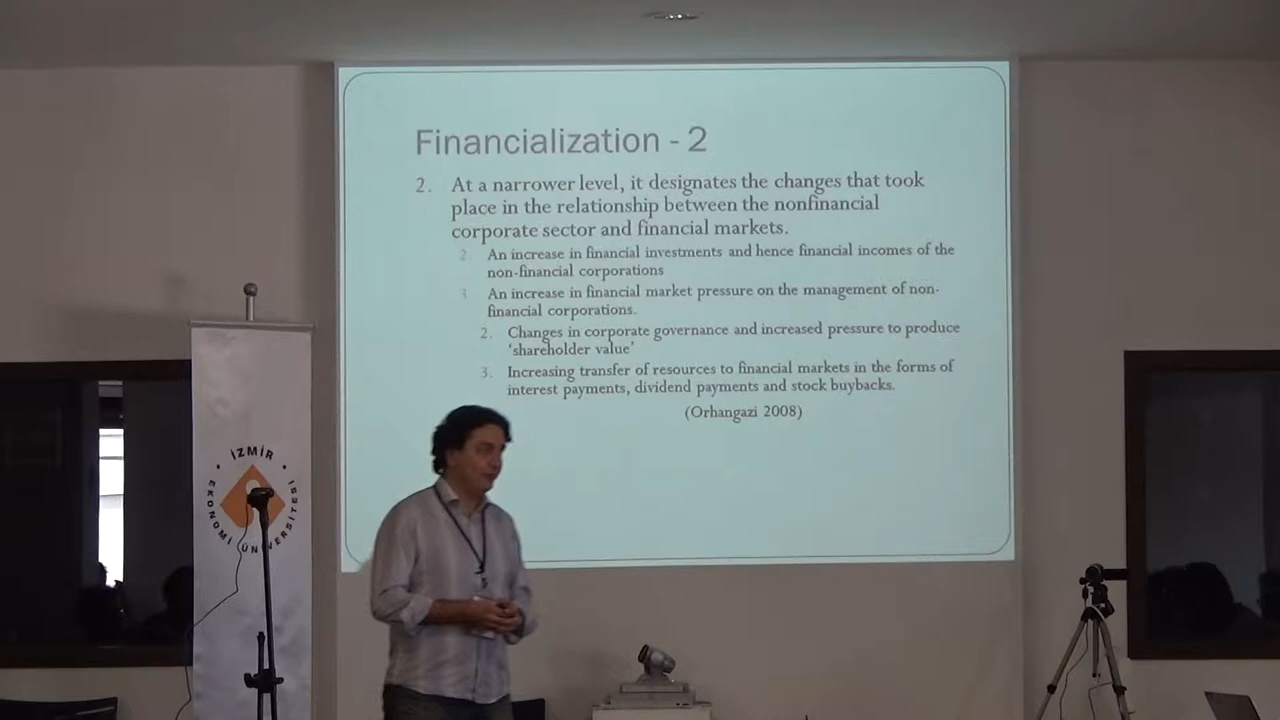 Financialization - 2
2. At a narrower level, it designates the changes that took
place in the relationship between the nonfinancial
corporate sector and financial markets.
2. An increase in financial investments and hence financial incomes of the
non-financial corporations
3. An increase in financial market pressure on the management of non-
financial corporations.
2. Changes in corporate governance and increased pressure to produce
‘shareholder value’
3. Increasing transfer of resources to financial markets in the forms of
interest payments, dividend payments and stock buybacks.
(Orhangazi 2008)
İZMİR
EKONOMİ ÜNİVERSİTESİ